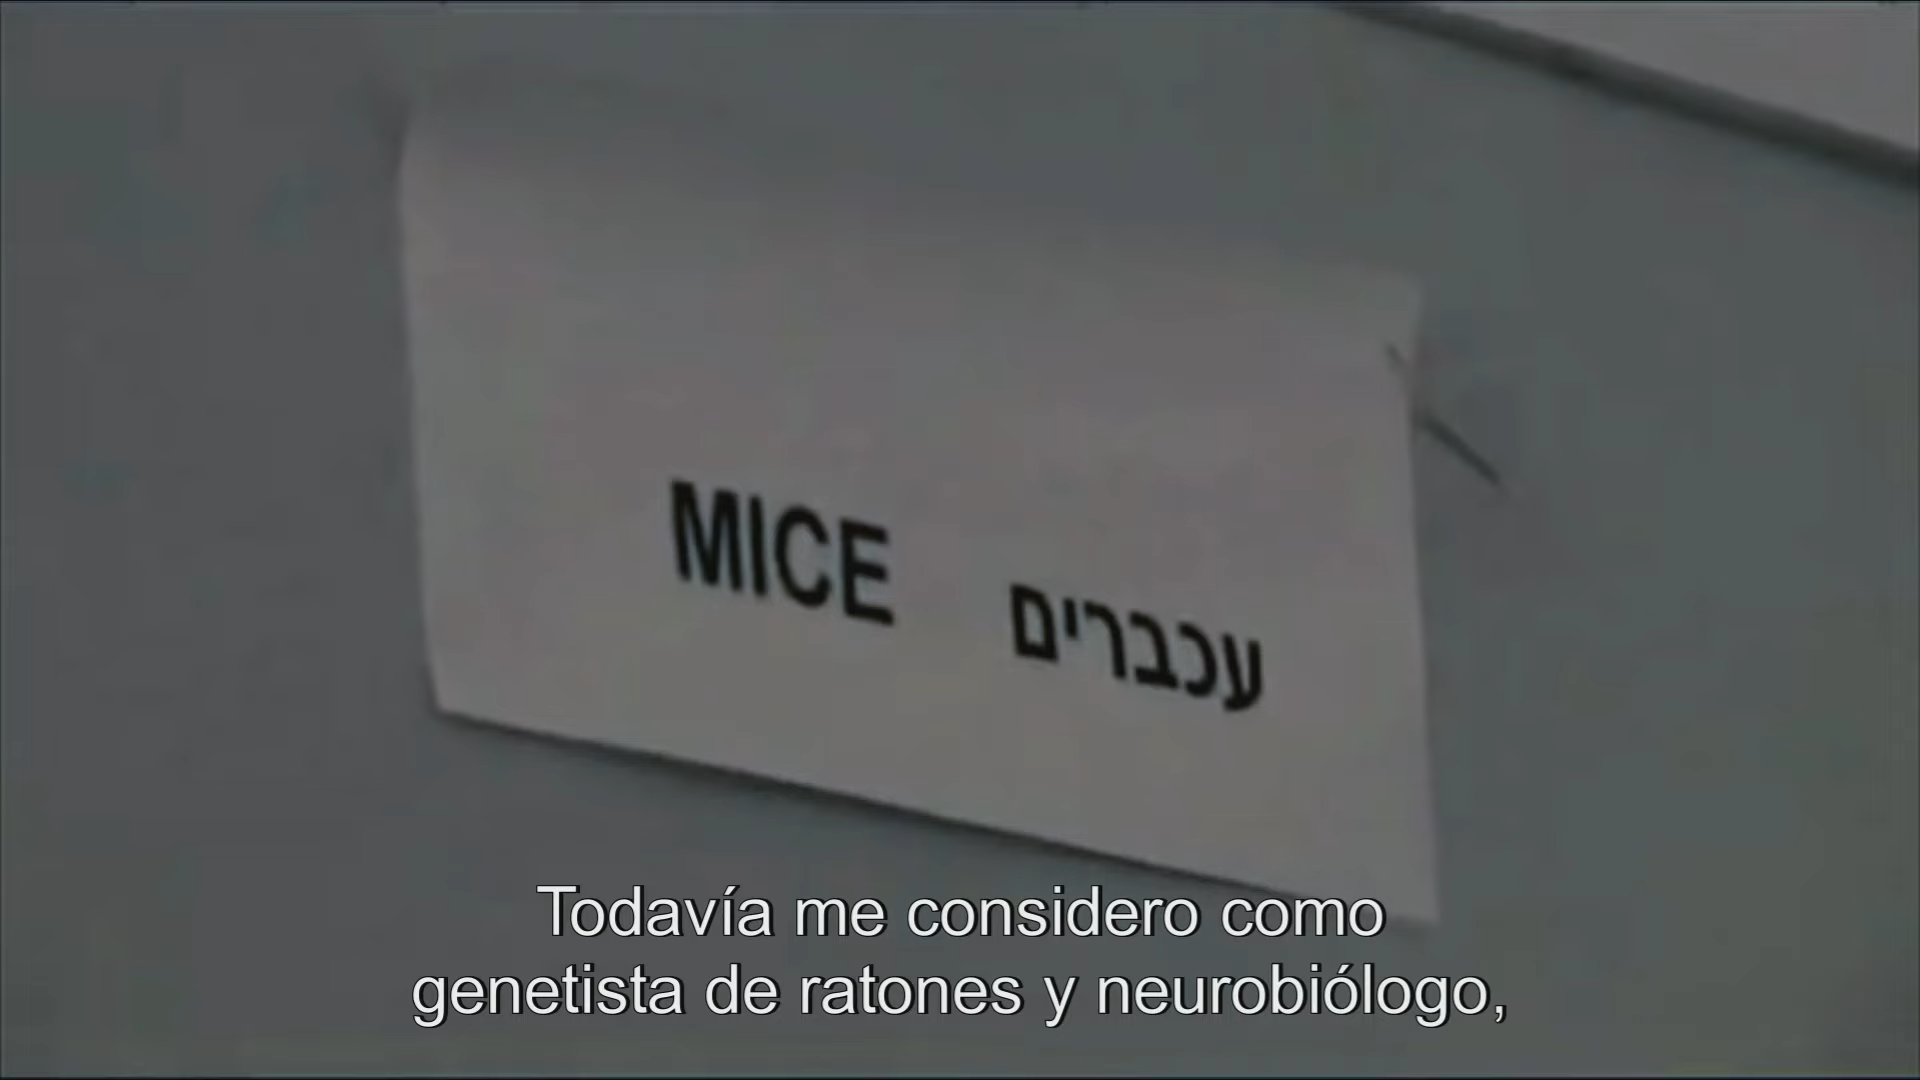 MICE עכברים
Todavía me considero como
genetista de ratones y neurobiólogo,